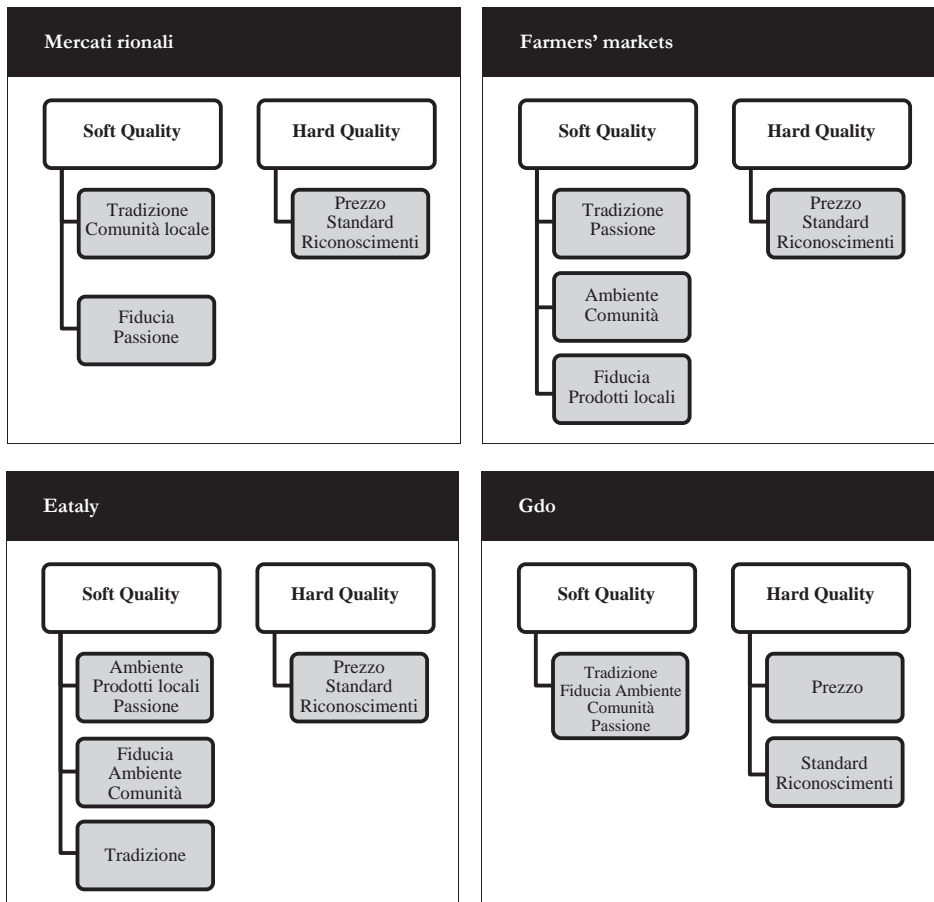 Mercati rionali
Soft Quality
Tradizione
Comunità locale
Fiducia
Passione
Hard Quality
Prezzo
Standard
Riconoscimenti
Farmers' markets
Soft Quality
Tradizione
Passione
Ambiente
Comunità
Fiducia
Prodotti locali
Hard Quality
Prezzo
Standard
Riconoscimenti
Eataly
Soft Quality
Ambiente
Prodotti locali
Passione
Fiducia
Ambiente
Comunità
Tradizione
Hard Quality
Prezzo
Standard
Riconoscimenti
Gdo
Soft Quality
Tradizione
Fiducia Ambiente
Comunità
Passione
Hard Quality
Prezzo
Standard
Riconoscimenti